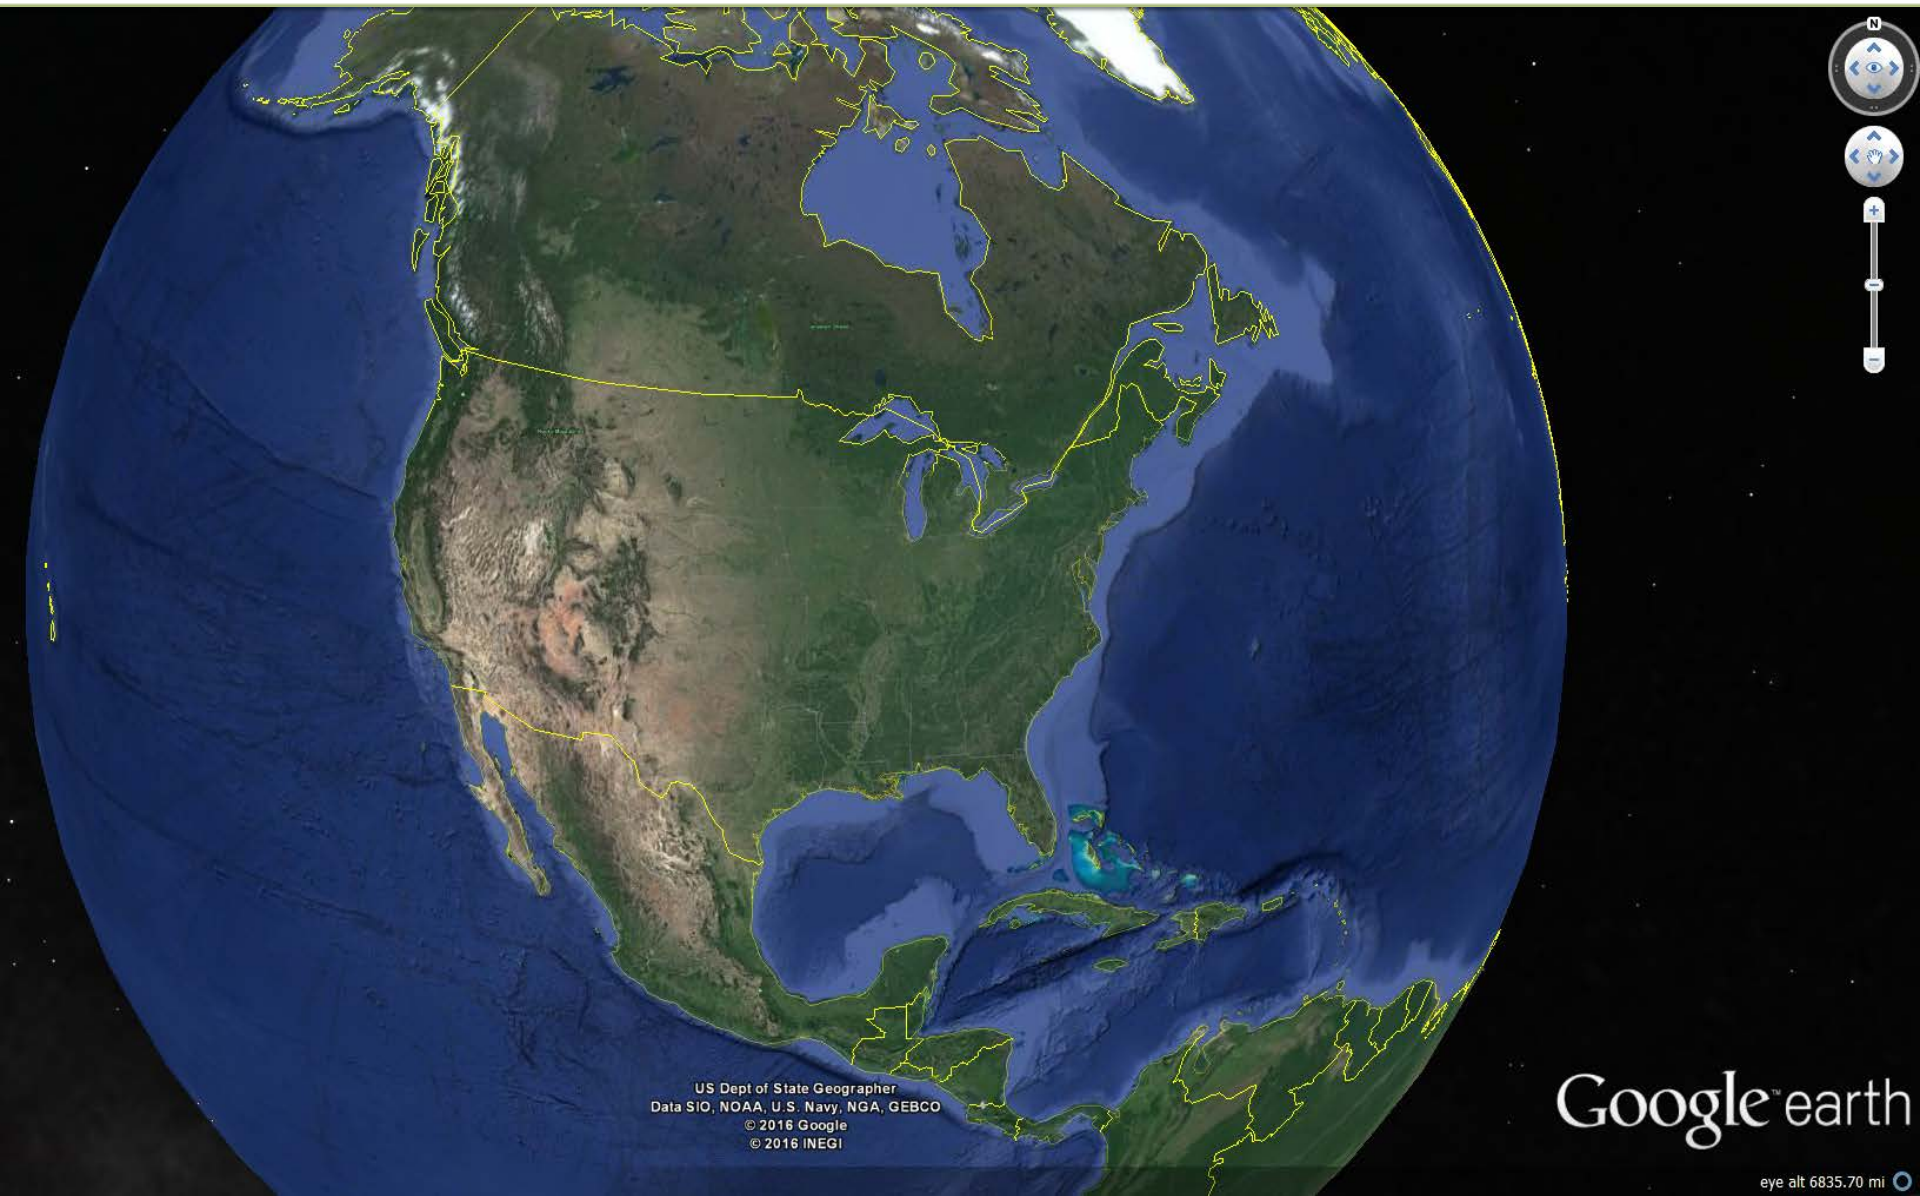 N
US Dept of State Geographer
Data SIO, NOAA, U.S. Navy, NGA, GEBCO
© 2016 Google
© 2016 INEGI
Google™ earth
eye alt 6835.70 mi